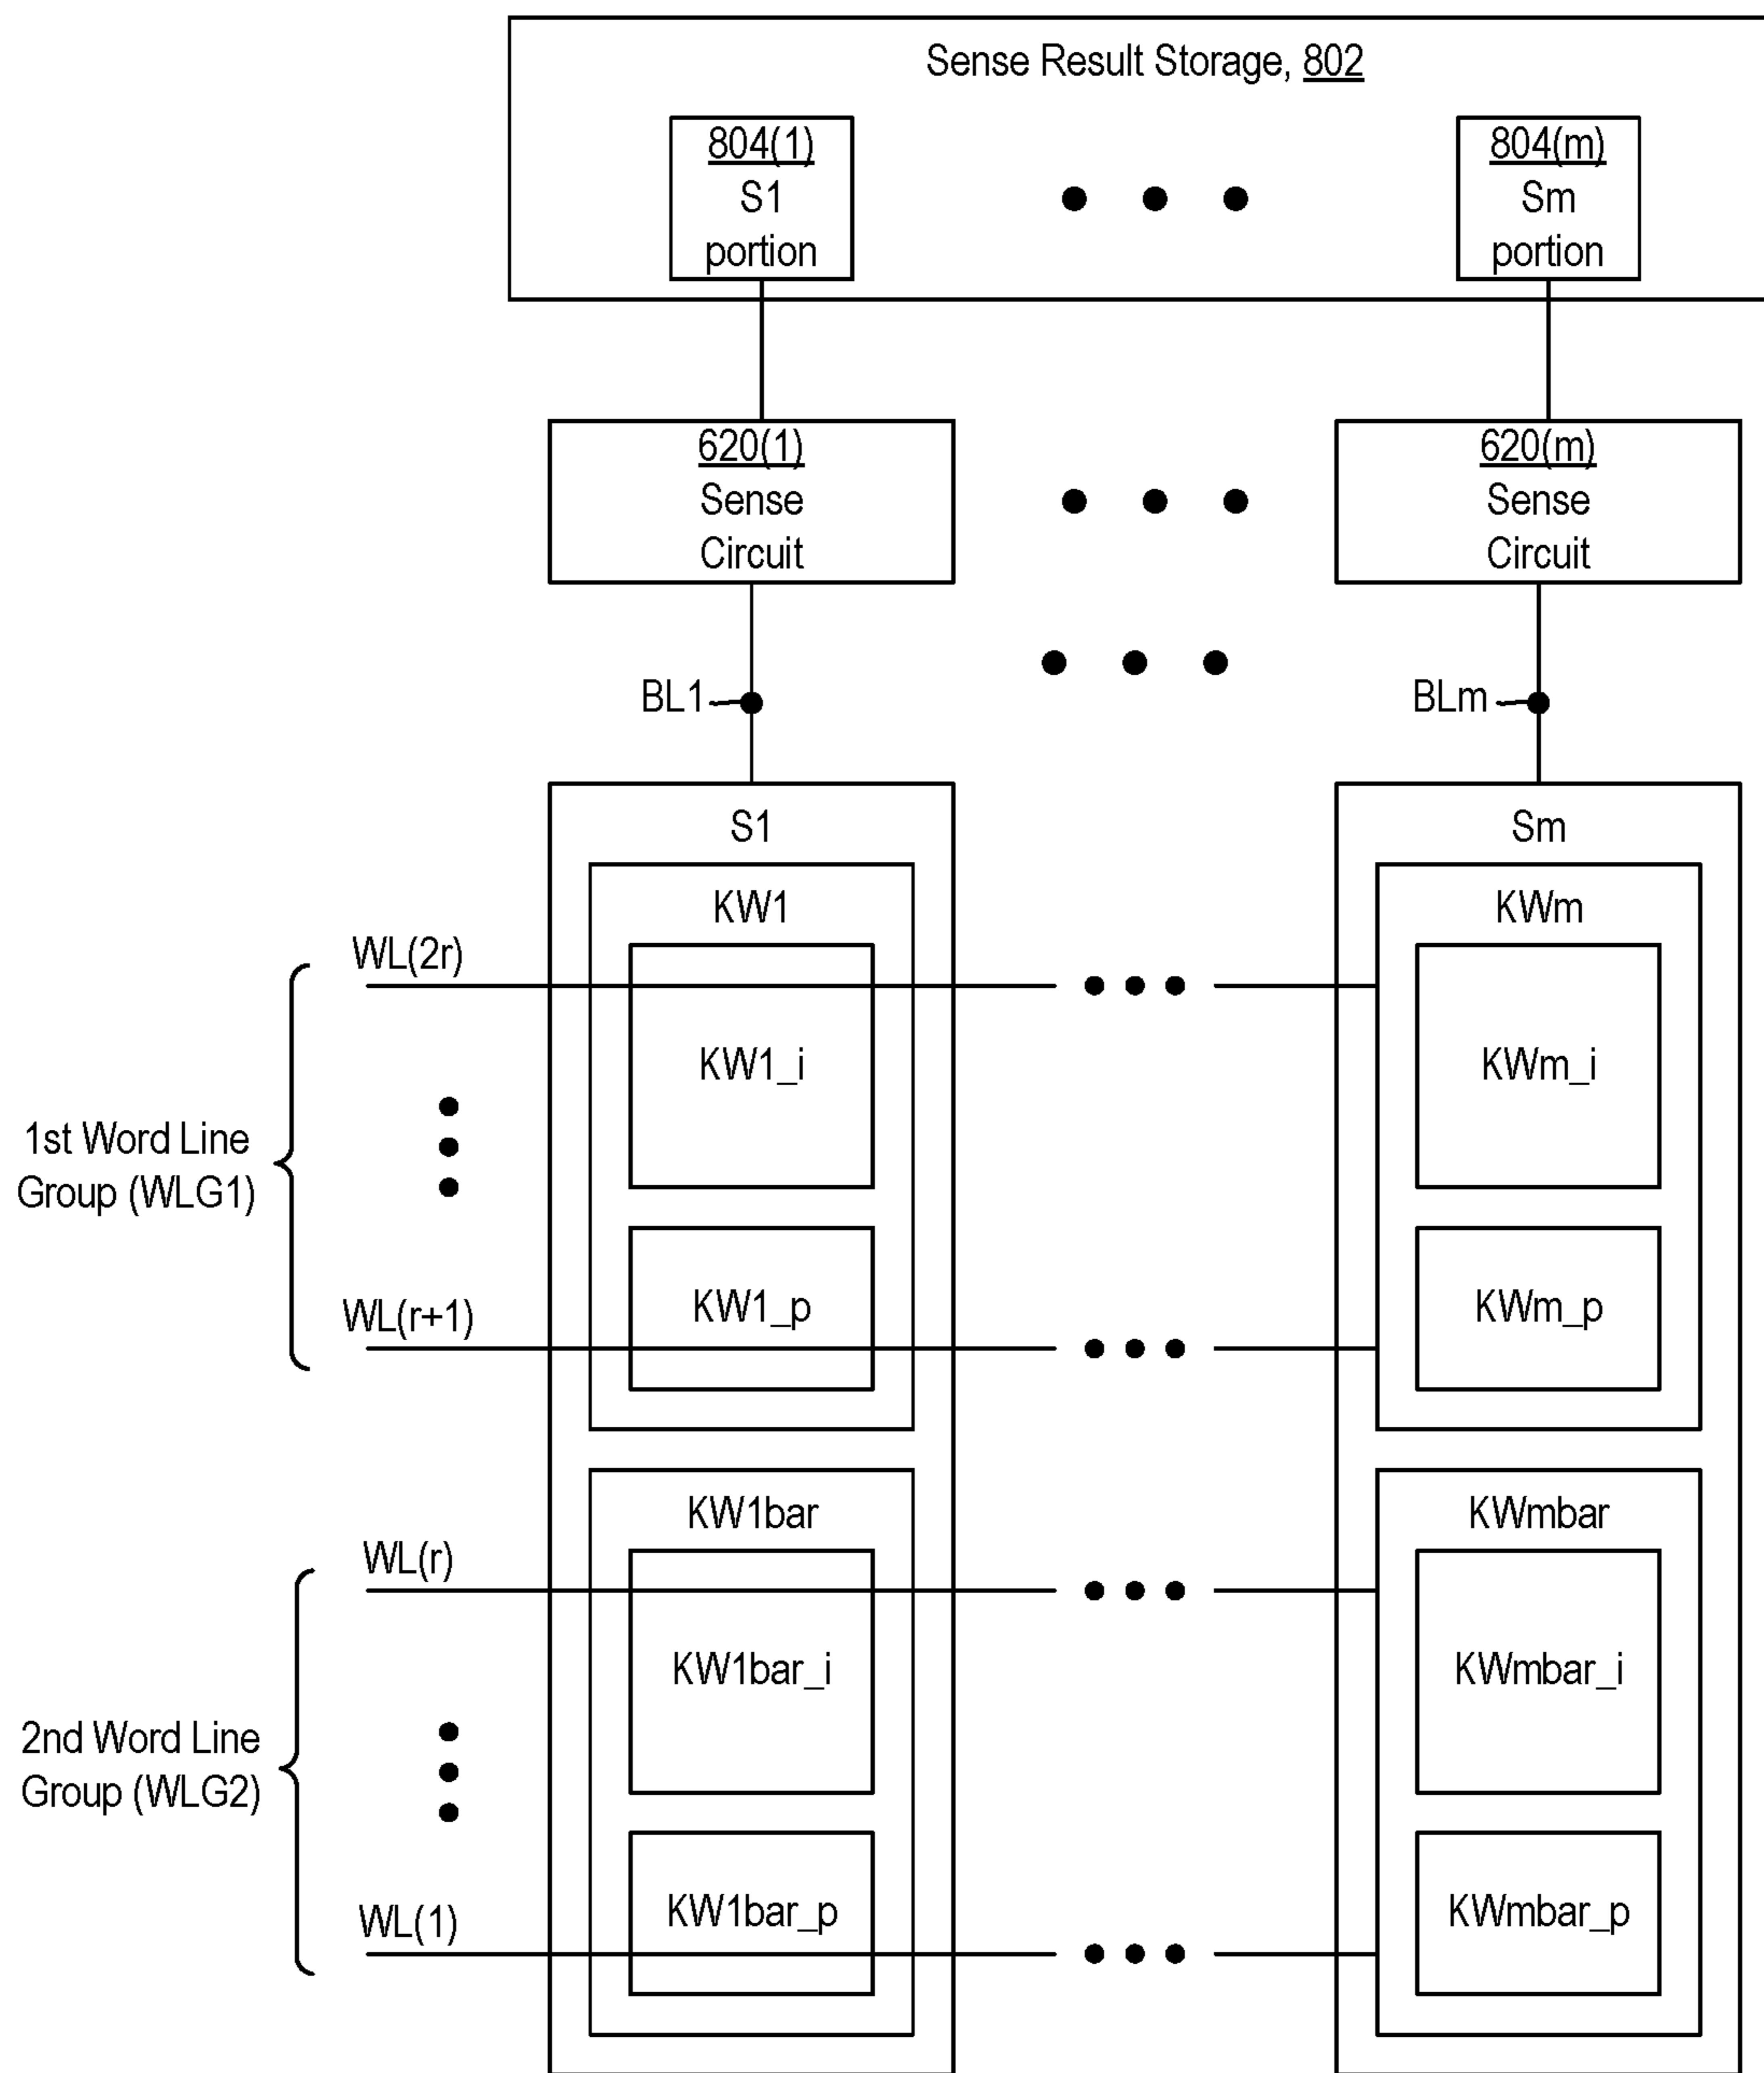 Sense Result Storage, 802
804(1)
S1
portion
804(m)
Sm
portion
620(1)
Sense
Circuit
620(m)
Sense
Circuit
BL1
BLm
S1
Sm
KW1
KWm
WL(2r)
KW1_i
KWm_i
1st Word Line
Group (WLG1)
WL(r+1)
KW1_p
KWm_p
KW1bar
KWmbar
WL(r)
KW1bar_i
KWmbar_i
2nd Word Line
Group (WLG2)
WL(1)
KW1bar_p
KWmbar_p